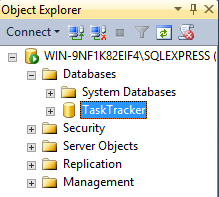 Object Explorer
Connect
WIN-9NF1K82EIF4\SQLEXPRESS (
Databases
System Databases
TaskTracker
Security
Server Objects
Replication
Management